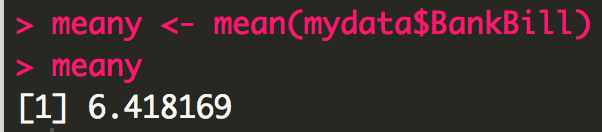 > meany <- mean(mydata$BankBill)
> meany
[1] 6.418169